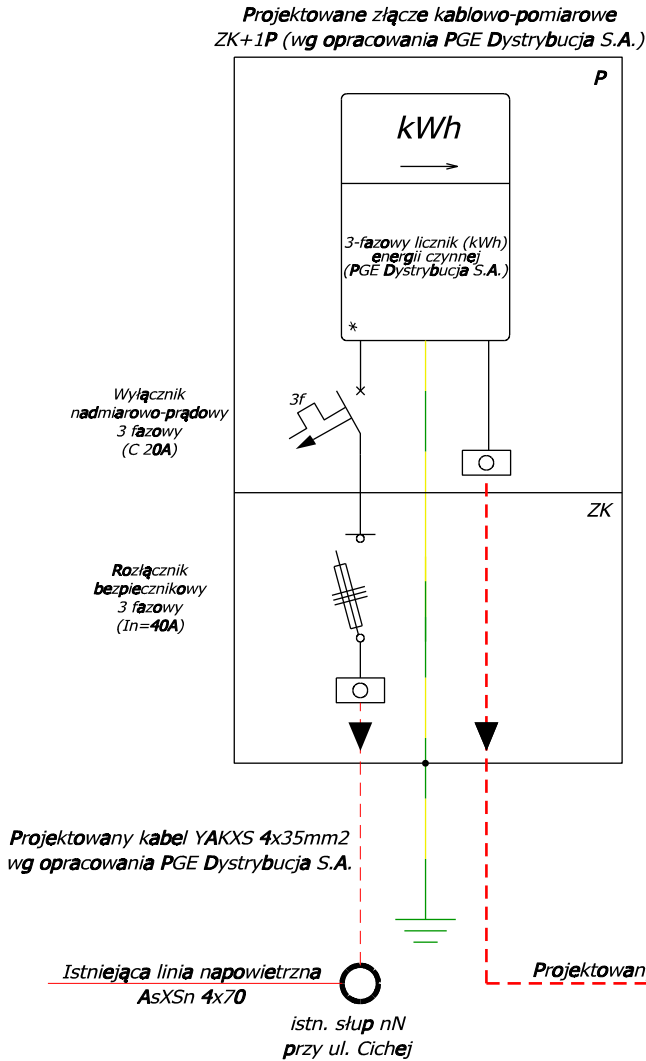 Projektowane złącze kablowo-pomiarowe
ZK+1P (wg opracowania PGE Dystrybucja S.A.)
P
kWh
3-fazowy licznik (kWh)
energii czynnej
(PGE Dystrybucja S.A.)
*
Wyłącznik
nadmiarowo-prądowy
3 fazowy
(C 20A)
3f
ZK
Rozłącznik
bezpiecznikowy
3 fazowy
(In=40A)
Projektowany kabel YAKXS 4x35mm2
wg opracowania PGE Dystrybucja S.A.
Istniejąca linia napowietrzna
AsXSn 4x70
Projektowan
istn. słup nN
przy ul. Cichej